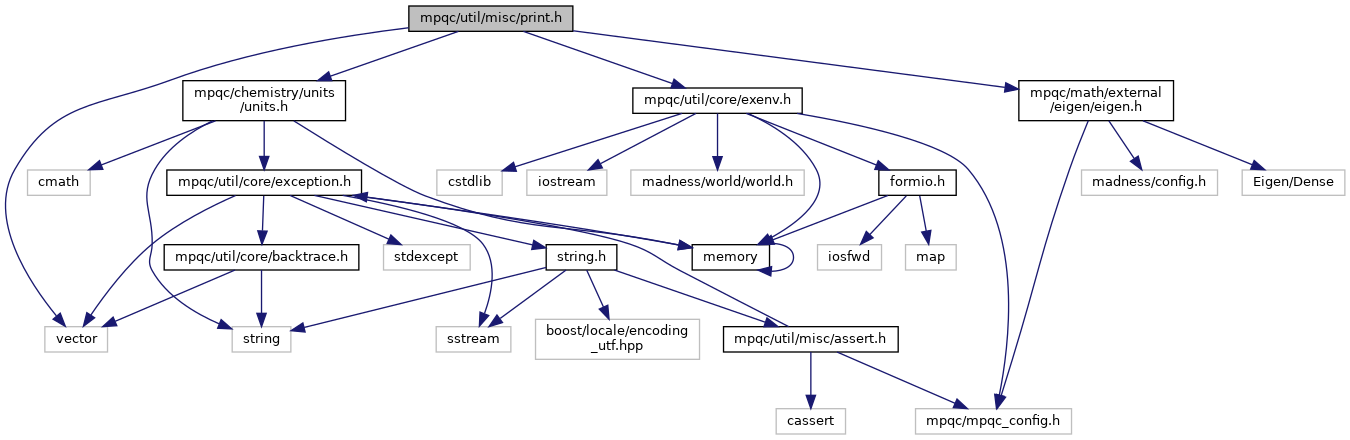 mpqc/util/misc/print.h
mpqc/chemistry/units
/units.h
mpqc/util/core/exenv.h
mpqc/math/external
/eigen/eigen.h
cmath
mpqc/util/core/exception.h
cstdlib
iostream
madness/world/world.h
formio.h
madness/config.h
Eigen/Dense
mpqc/util/core/backtrace.h
stdexcept
string.h
memory
iosfwd
map
vector
string
sstream
boost/locale/encoding
_utf.hpp
mpqc/util/misc/assert.h
cassert
mpqc/mpqc_config.h